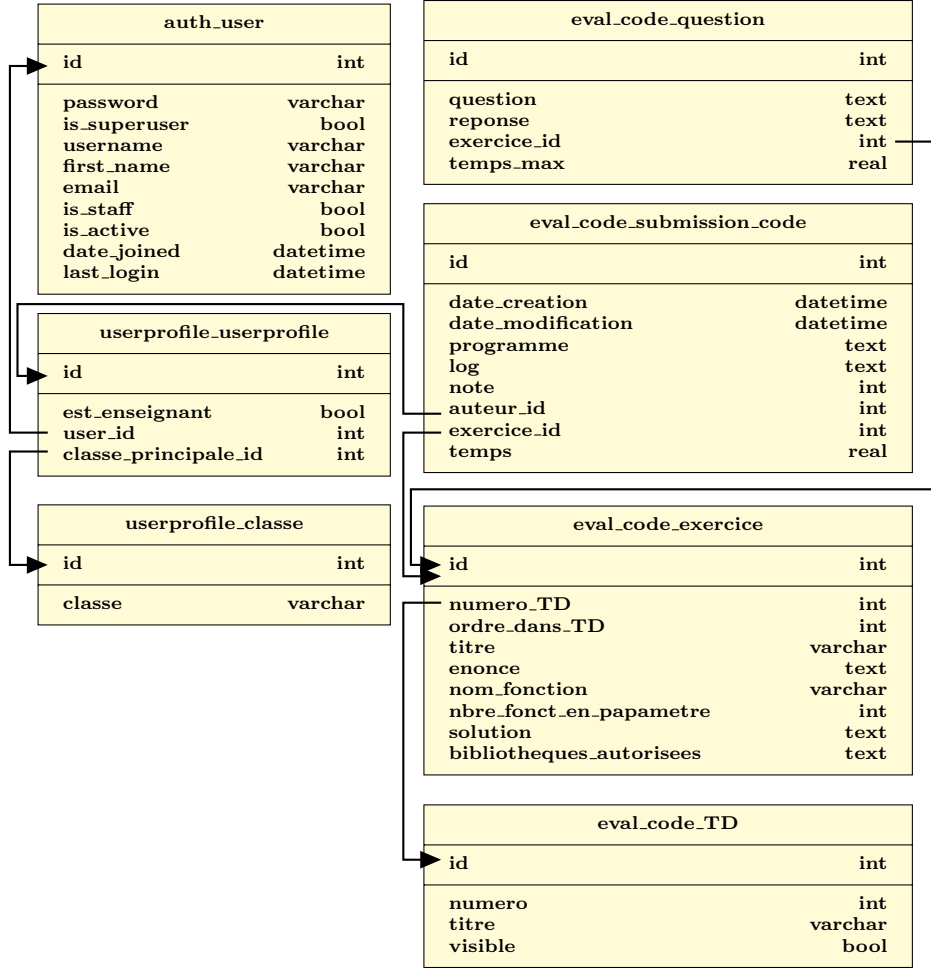 auth_user
id int
password varchar
is_superuser bool
username varchar
first_name varchar
email varchar
is_staff bool
is_active bool
date_joined datetime
last_login datetime
userprofile_userprofile
id int
est_enseignant bool
user_id int
classe_principale_id int
userprofile_classe
id int
classe varchar
eval_code_question
id int
question text
reponse text
exercice_id int
temps_max real
eval_code_submission_code
id int
date_creation datetime
date_modification datetime
programme text
log text
note int
auteur_id int
exercice_id int
temps real
eval_code_exercice
id int
numero_TD int
ordre_dans_TD int
titre varchar
enonce text
nom_fonction varchar
nbre_fonct_en_papametre int
solution text
bibliotheques_autorisees text
eval_code_TD
id int
numero int
titre varchar
visible bool